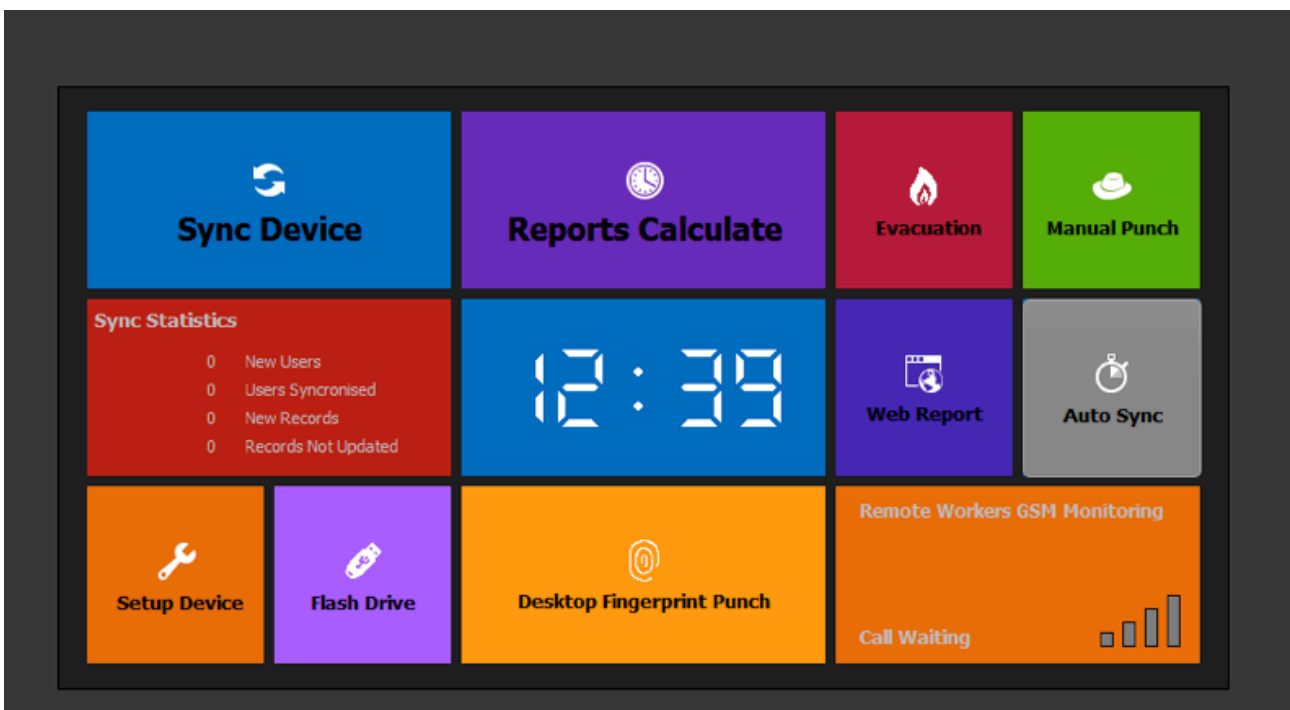 Sync Device
Reports Calculate
Evacuation
Manual Punch
Sync Statistics
0 New Users
0 Users Syncronised
0 New Records
0 Records Not Updated
12:39
Web Report
Auto Sync
Setup Device
Flash Drive
Desktop Fingerprint Punch
Remote Workers GSM Monitoring
Call Waiting